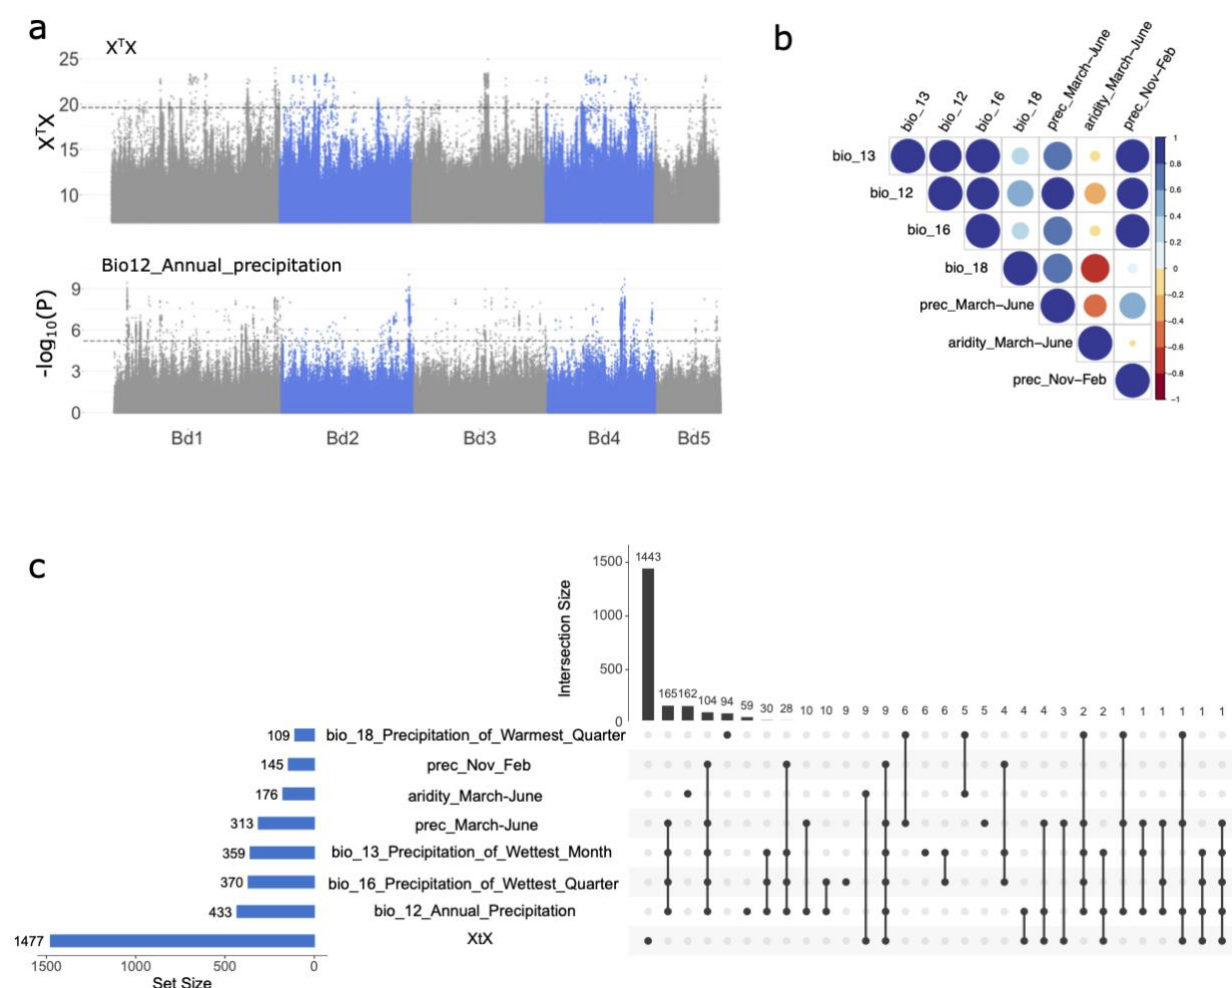 a
XᵀX
25
20
15
10
XᵀX
Bio12_Annual_precipitation
9
6
3
0
-log₁₀(P)
Bd1 Bd2 Bd3 Bd4 Bd5
b
bio_13 bio_12 bio_16 bio_18 prec_March-June aridity_March-June prec_Nov-Feb
bio_13
bio_12
bio_16
bio_18
prec_March-June
aridity_March-June
prec_Nov-Feb
1
0.8
0.6
0.4
0.2
0
-0.2
-0.4
-0.6
-0.8
-1
c
Intersection Size
1500
1000
500
0
1443 165 162 104 94 59 30 28 10 10 9 9 9 6 6 6 5 5 4 4 4 3 2 2 1 1 1 1 1 1
109 bio_18_Precipitation_of_Warmest_Quarter
145 prec_Nov_Feb
176 aridity_March-June
313 prec_March-June
359 bio_13_Precipitation_of_Wettest_Month
370 bio_16_Precipitation_of_Wettest_Quarter
433 bio_12_Annual_Precipitation
1477 XtX
1500 1000 500 0
Set Size